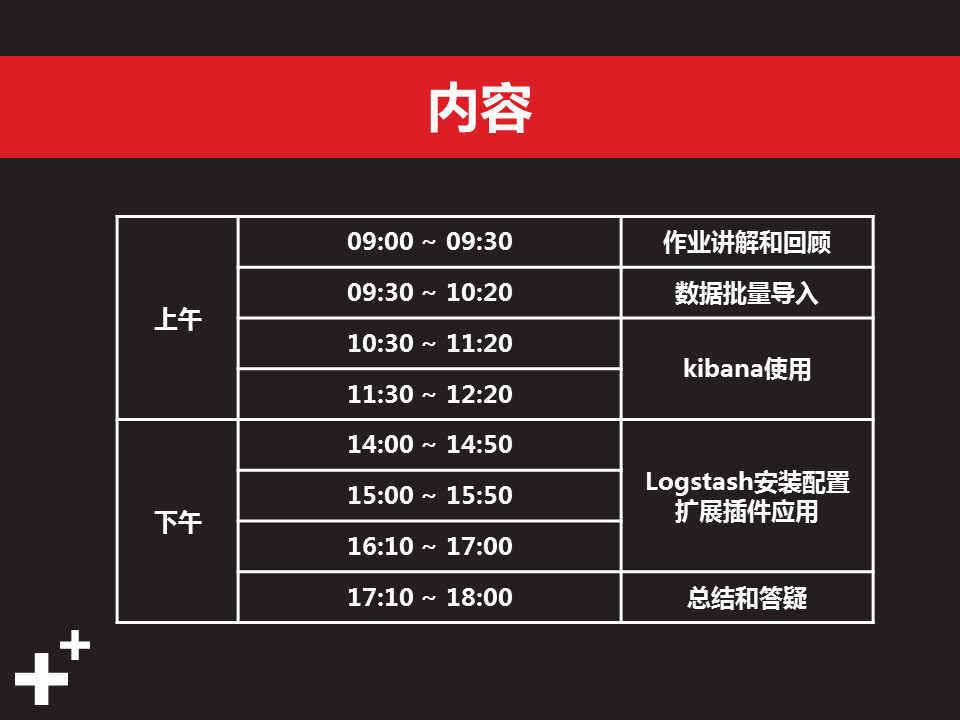 内容
上午
09:00 ~ 09:30
作业讲解和回顾
09:30 ~ 10:20
数据批量导入
10:30 ~ 11:20
kibana使用
11:30 ~ 12:20
下午
14:00 ~ 14:50
Logstash安装配置
扩展插件应用
15:00 ~ 15:50
16:10 ~ 17:00
17:10 ~ 18:00
总结和答疑